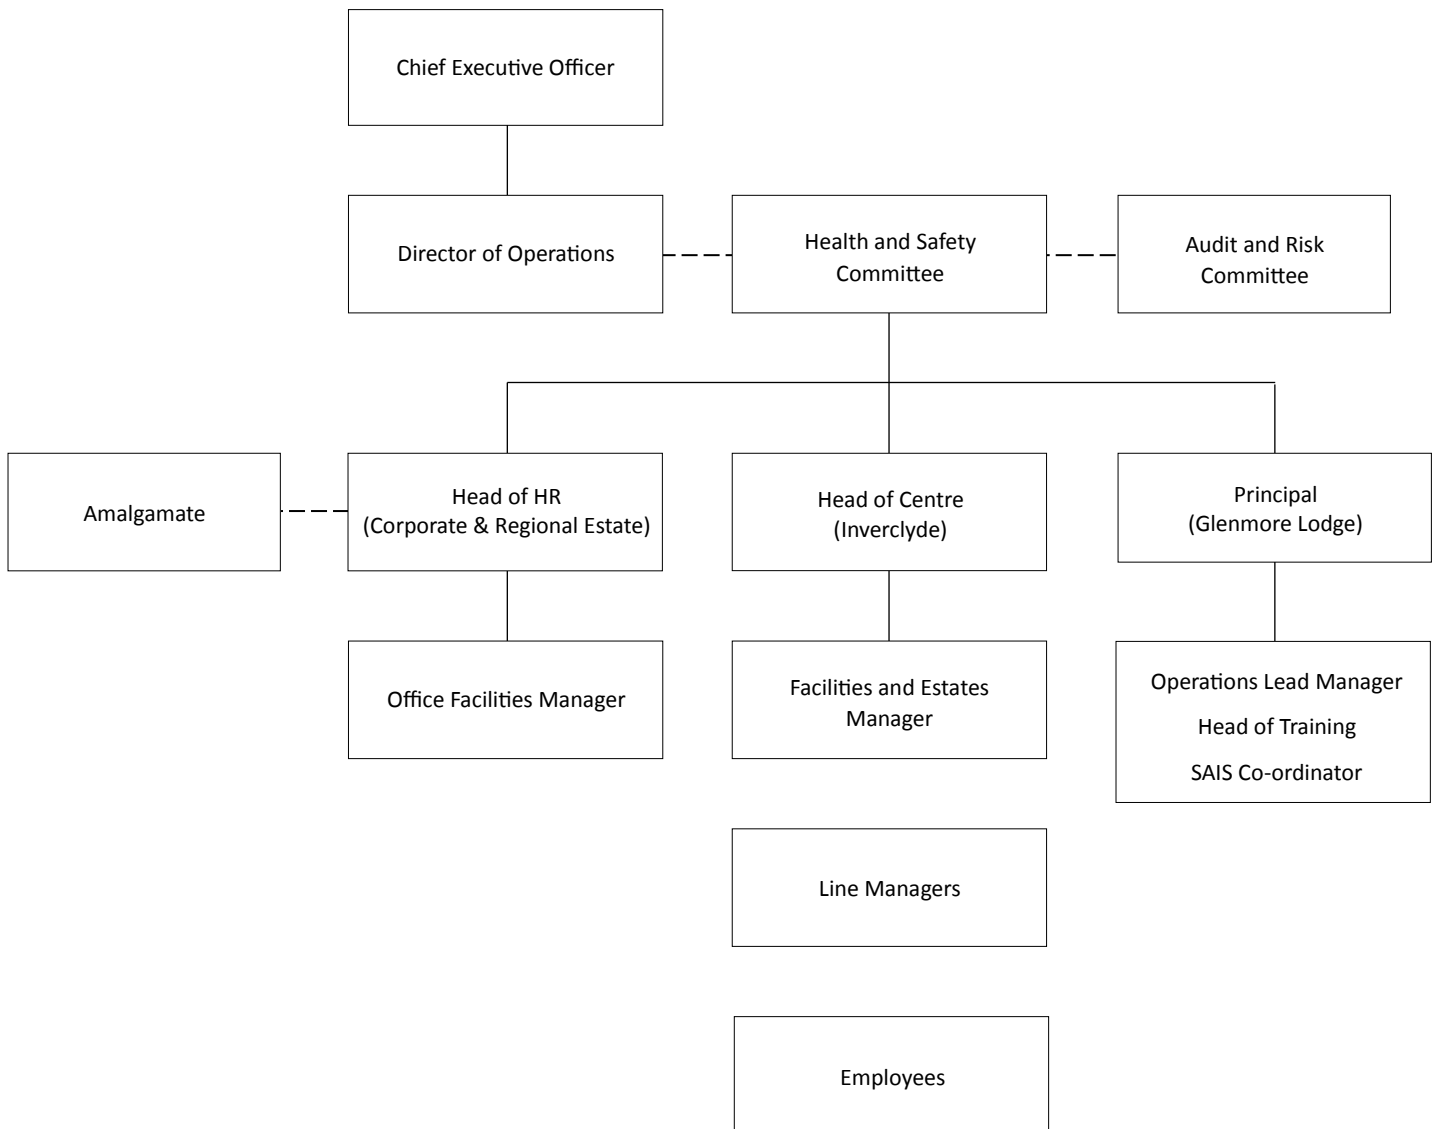 Chief Executive Officer
Director of Operations
Health and Safety
Committee
Audit and Risk
Committee
Amalgamate
Head of HR
(Corporate & Regional Estate)
Head of Centre
(Inverclyde)
Principal
(Glenmore Lodge)
Office Facilities Manager
Facilities and Estates
Manager
Operations Lead Manager
Head of Training
SAIS Co-ordinator
Line Managers
Employees